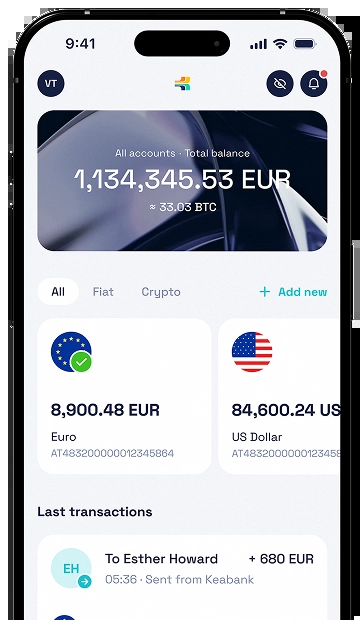 9:41
VT
All accounts · Total balance
1,134,345.53 EUR
≈ 33.03 BTC
All Fiat Crypto + Add new
8,900.48 EUR
Euro
AT483200000012345864
84,600.24 US
US Dollar
AT4832000000123458
Last transactions
EH
To Esther Howard + 680 EUR
05:36 · Sent from Keabank